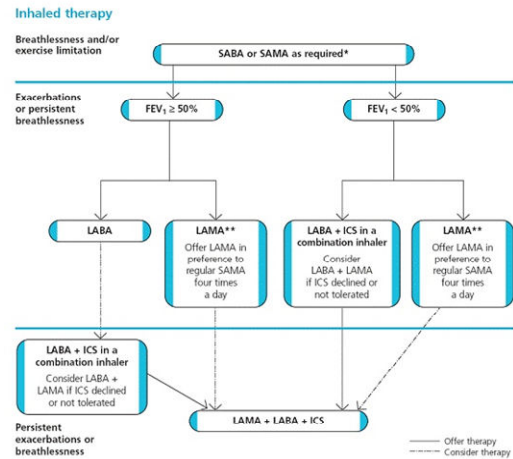 Inhaled therapy
Breathlessness and/or
exercise limitation
SABA or SAMA as required*
Exacerbations
or persistent
breathlessness
FEV₁ ≥ 50%
FEV₁ < 50%
LABA
LAMA**
Offer LAMA in
preference to
regular SAMA
four times
a day
LABA + ICS in a
combination inhaler
Consider
LABA + LAMA
if ICS declined or
not tolerated
LAMA**
Offer LAMA in
preference to
regular SAMA
four times
a day
LABA + ICS in a
combination inhaler
Consider LABA +
LAMA if ICS declined
or not tolerated
LAMA + LABA + ICS
Persistent
exacerbations or
breathlessness
Offer therapy
Consider therapy